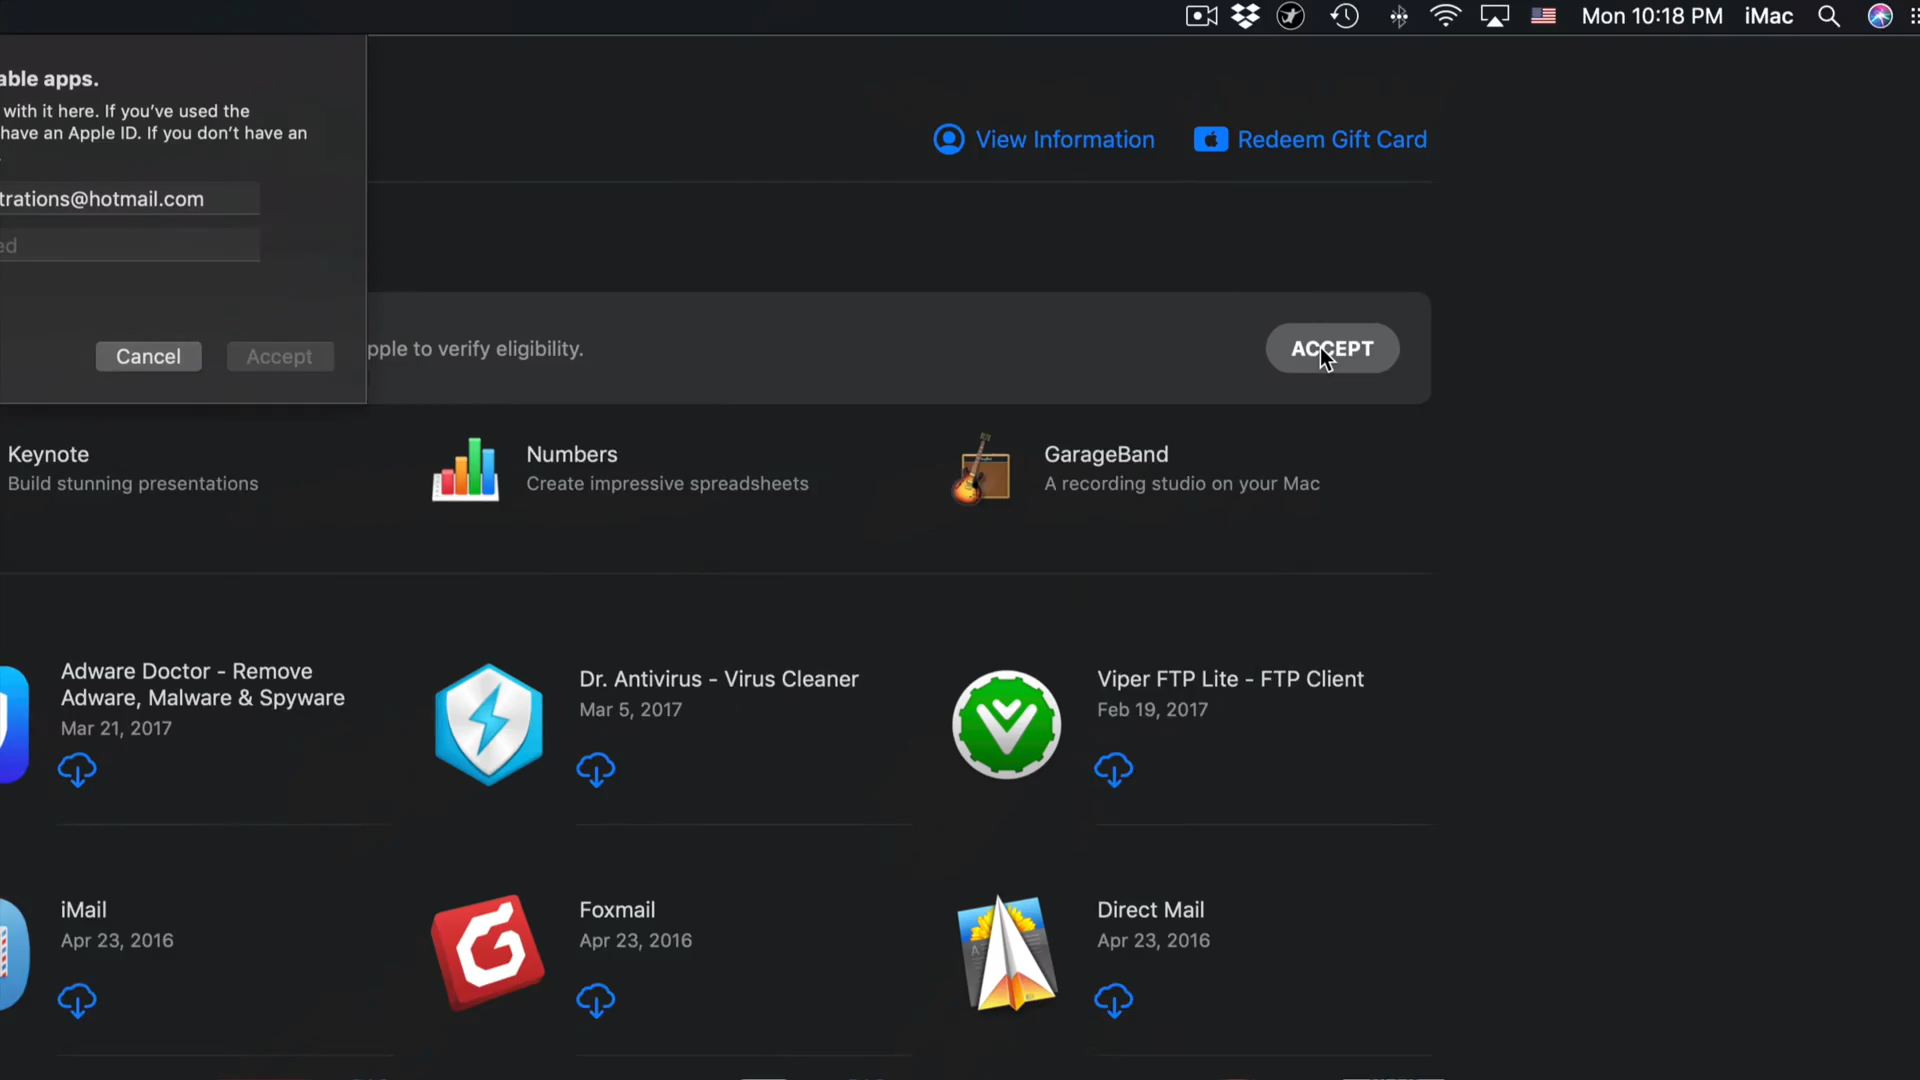 Mon 10:18 PM iMac
able apps.
with it here. If you've used the
have an Apple ID. If you don't have an
View Information
Redeem Gift Card
trations@hotmail.com
ed
Cancel
Accept
pple to verify eligibility.
ACCEPT
Keynote
Build stunning presentations
Numbers
Create impressive spreadsheets
GarageBand
A recording studio on your Mac
Adware Doctor - Remove
Adware, Malware & Spyware
Mar 21, 2017
Dr. Antivirus - Virus Cleaner
Mar 5, 2017
Viper FTP Lite - FTP Client
Feb 19, 2017
iMail
Apr 23, 2016
Foxmail
Apr 23, 2016
Direct Mail
Apr 23, 2016